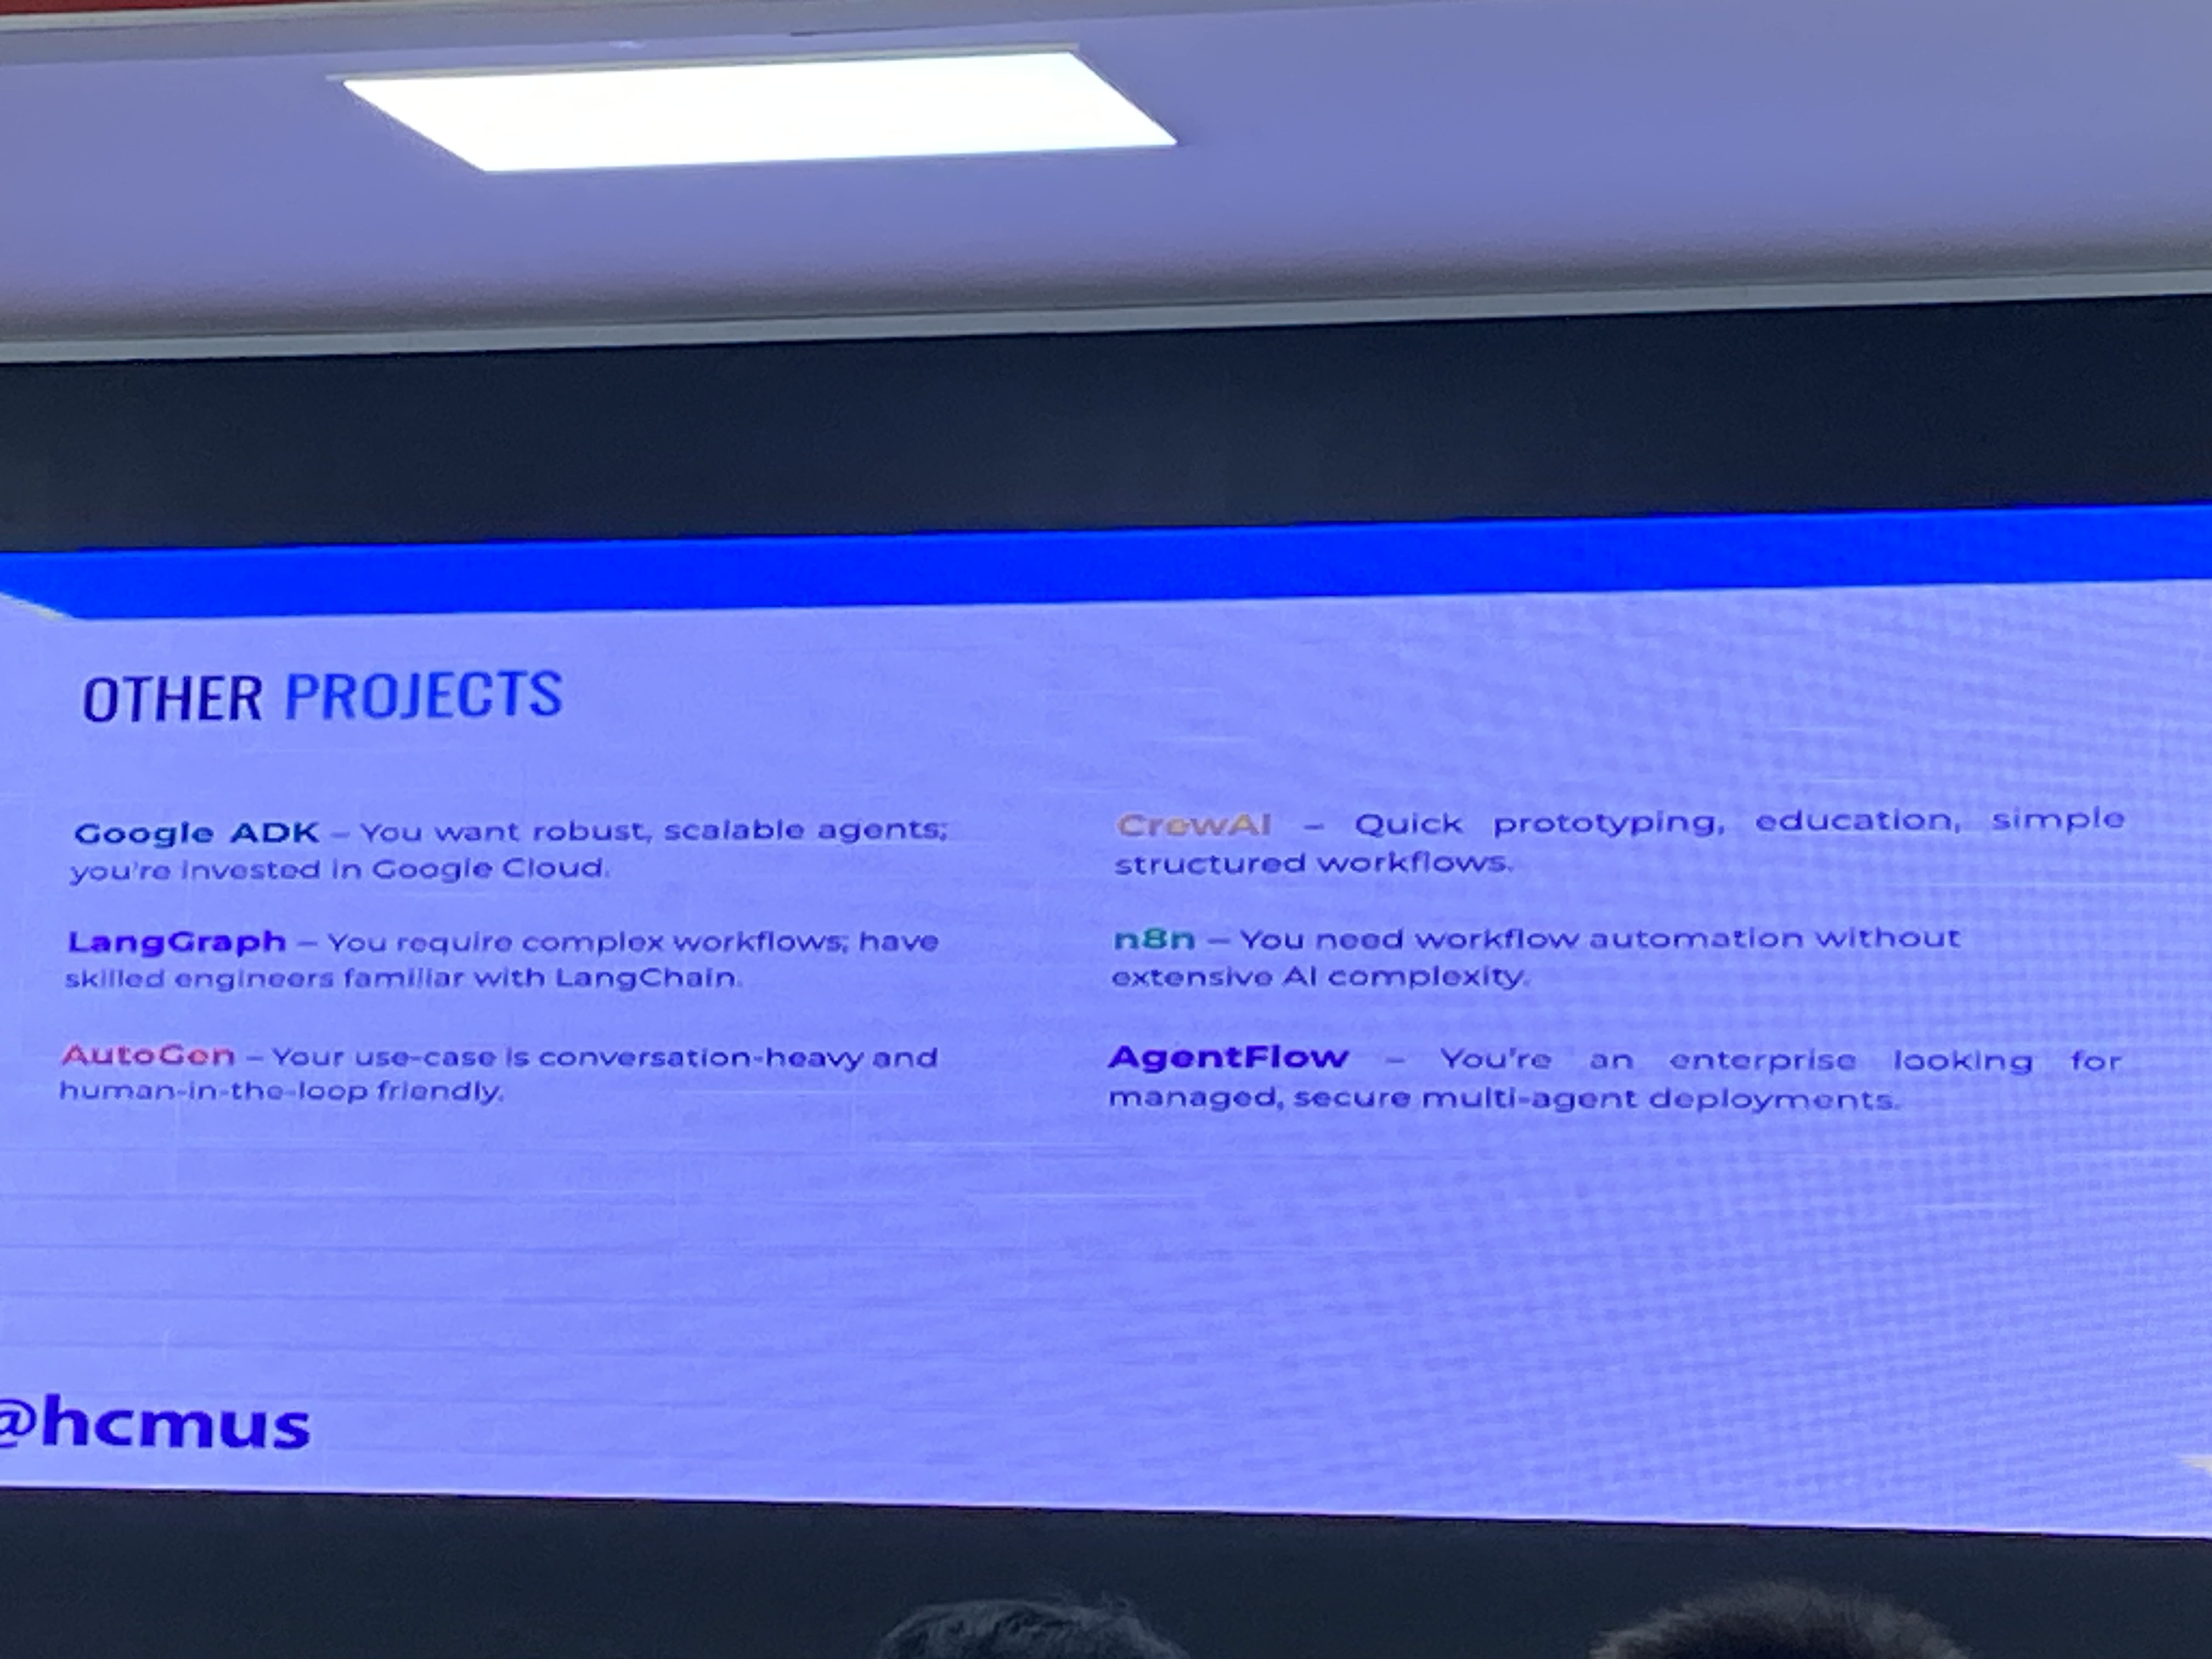 OTHER PROJECTS
Google ADK – You want robust, scalable agents;
you're invested in Google Cloud.
LangGraph – You require complex workflows; have
skilled engineers familiar with LangChain.
AutoGen – Your use-case is conversation-heavy and
human-in-the-loop friendly.
CrewAI – Quick prototyping, education, simple
structured workflows.
n8n – You need workflow automation without
extensive AI complexity.
AgentFlow – You're an enterprise looking for
managed, secure multi-agent deployments.
@hcmus